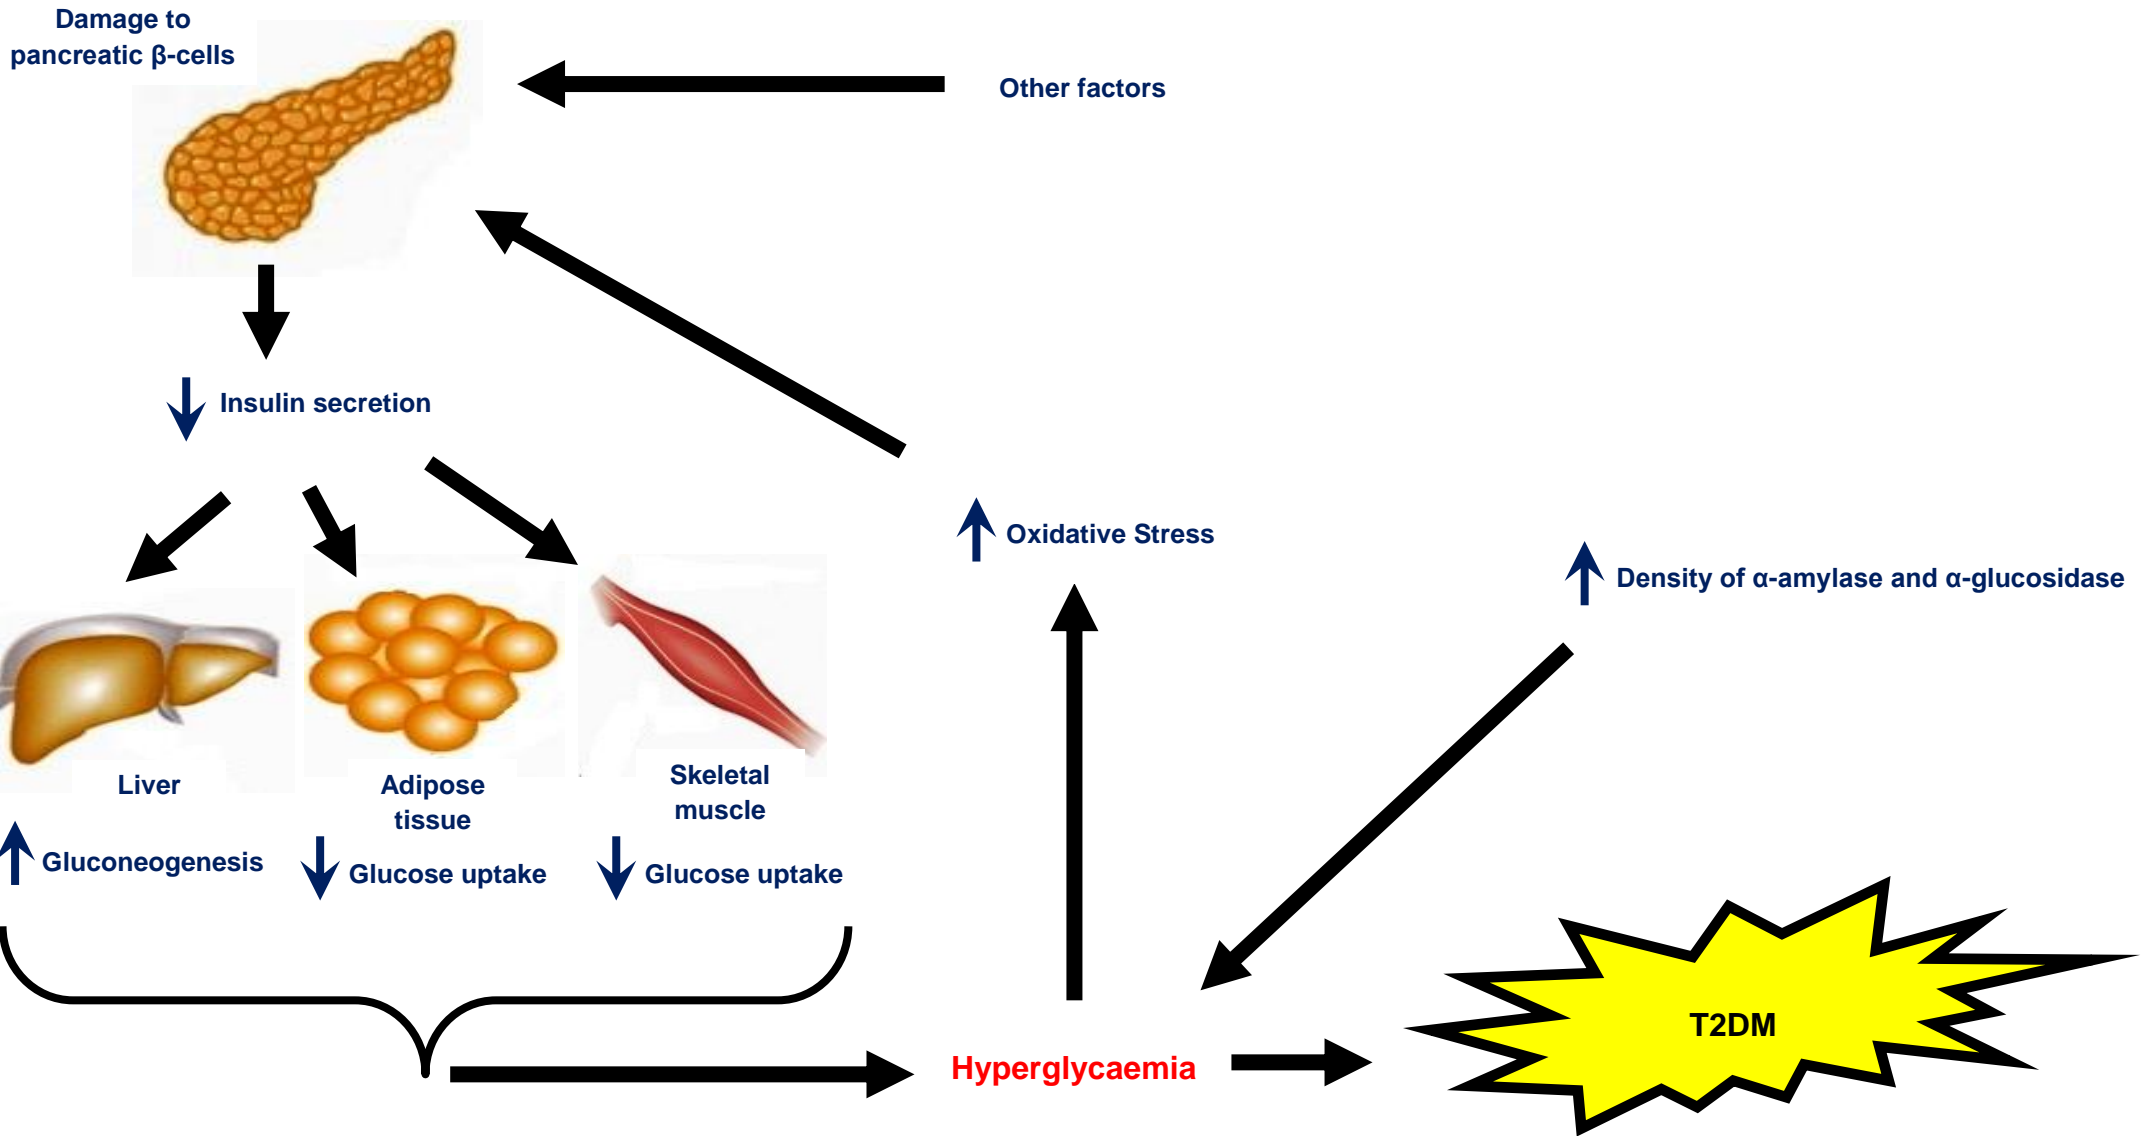 Damage to
pancreatic β-cells
Other factors
Insulin secretion
Oxidative Stress
Density of α-amylase and α-glucosidase
Liver
Adipose
tissue
Skeletal
muscle
Gluconeogenesis
Glucose uptake
Glucose uptake
Hyperglycaemia
T2DM